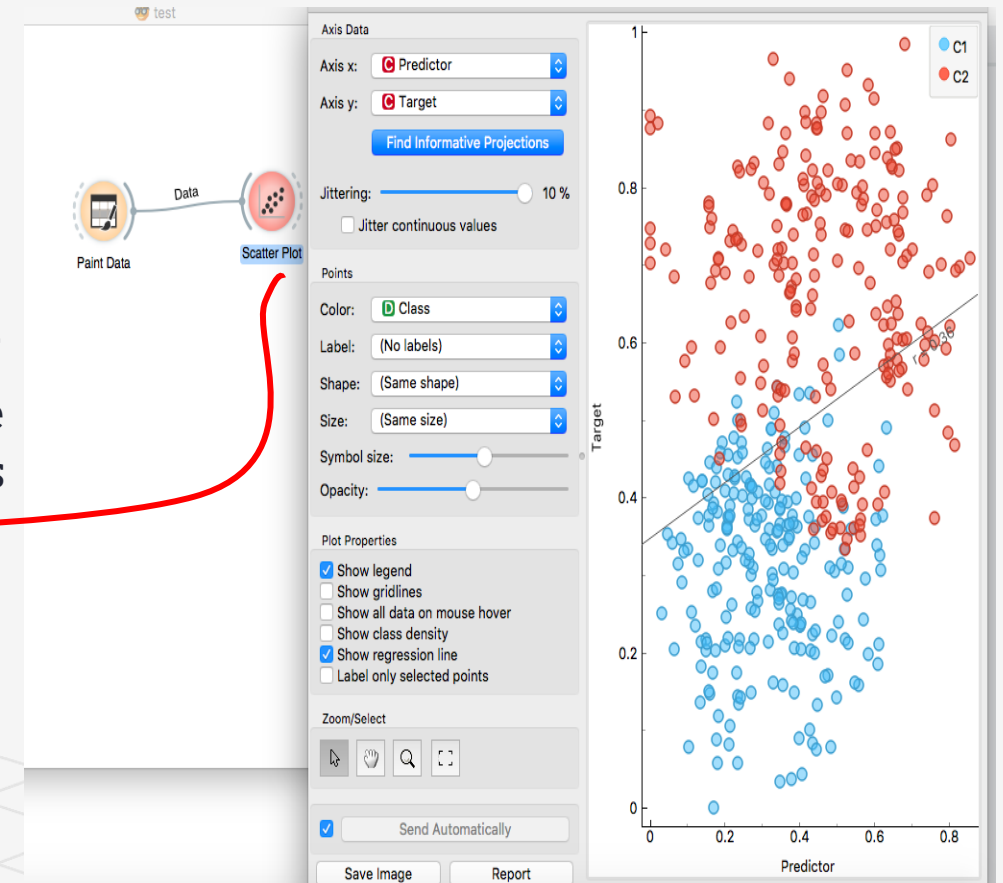 test
Data
Paint Data
Scatter Plot
e
s
Axis Data
Axis x: C Predictor
Axis y: C Target
Find Informative Projections
Jittering: 10 %
Jitter continuous values
Points
Color: D Class
Label: (No labels)
Shape: (Same shape)
Size: (Same size)
Symbol size:
Opacity:
Plot Properties
Show legend
Show gridlines
Show all data on mouse hover
Show class density
Show regression line
Label only selected points
Zoom/Select
Send Automatically
Save Image Report
C1
C2
1
0.8
0.6
0.4
0.2
0
Target
0 0.2 0.4 0.6 0.8
Predictor